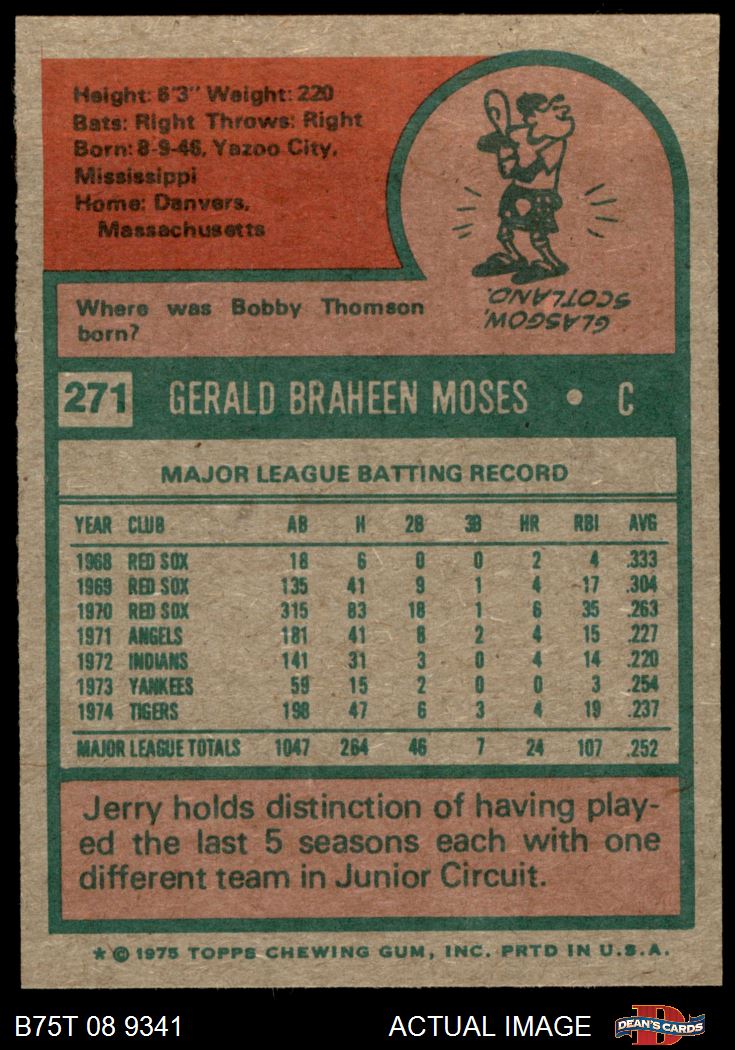 Height: 6'3" Weight: 220
Bats: Right Throws: Right
Born: 8-9-46, Yazoo City,
Mississippi
Home: Danvers,
Massachusetts
Where was Bobby Thomson
born?
GLASGOW,
SCOTLAND.
271 GERALD BRAHEEN MOSES • C
MAJOR LEAGUE BATTING RECORD
YEAR CLUB AB H 2B 3B HR RBI AVG
1968 RED SOX 18 6 0 0 2 4 .333
1969 RED SOX 135 41 9 1 4 17 .304
1970 RED SOX 315 83 18 1 6 35 .263
1971 ANGELS 181 41 8 2 4 15 .227
1972 INDIANS 141 31 3 0 4 14 .220
1973 YANKEES 59 15 2 0 0 3 .254
1974 TIGERS 198 47 6 3 4 19 .237
MAJOR LEAGUE TOTALS 1047 264 46 7 24 107 .252
Jerry holds distinction of having play-
ed the last 5 seasons each with one
different team in Junior Circuit.
* © 1975 TOPPS CHEWING GUM, INC. PRTD IN U.S.A.
B75T 08 9341 ACTUAL IMAGE DEAN'S CARDS